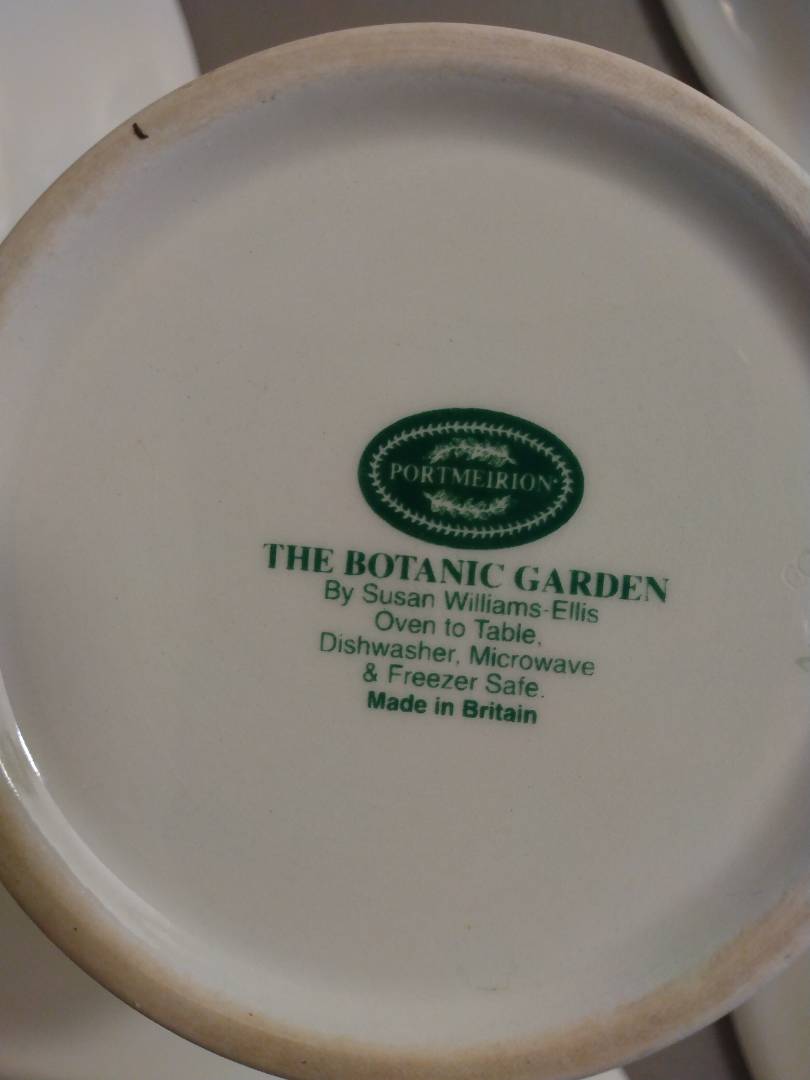 PORTMEIRION
THE BOTANIC GARDEN
By Susan Williams-Ellis
Oven to Table,
Dishwasher, Microwave
& Freezer Safe.
Made in Britain